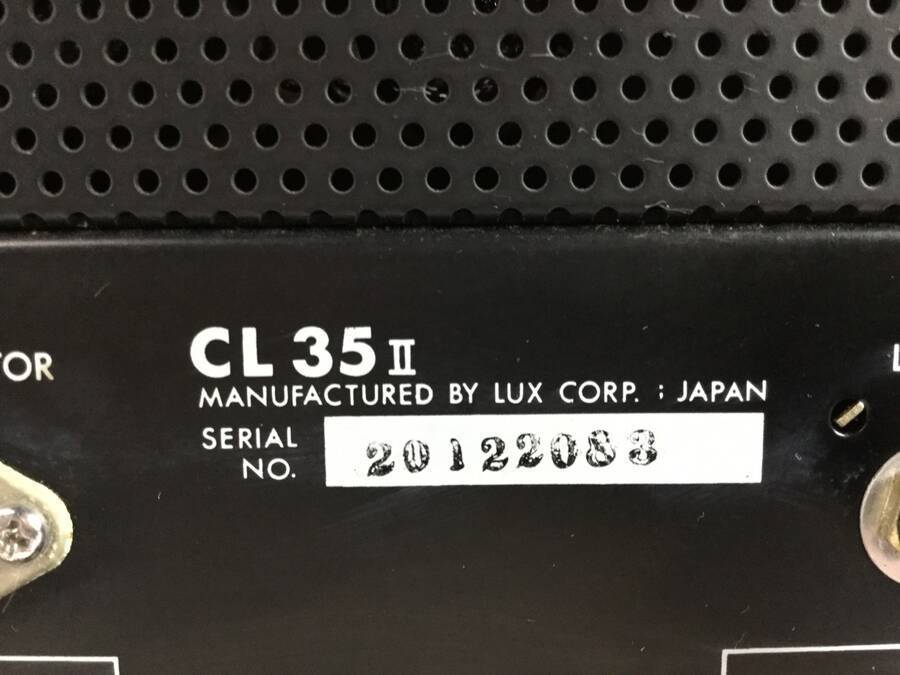 CL 35 II
MANUFACTURED BY LUX CORP. ; JAPAN
SERIAL NO. 20122083
TOR
L